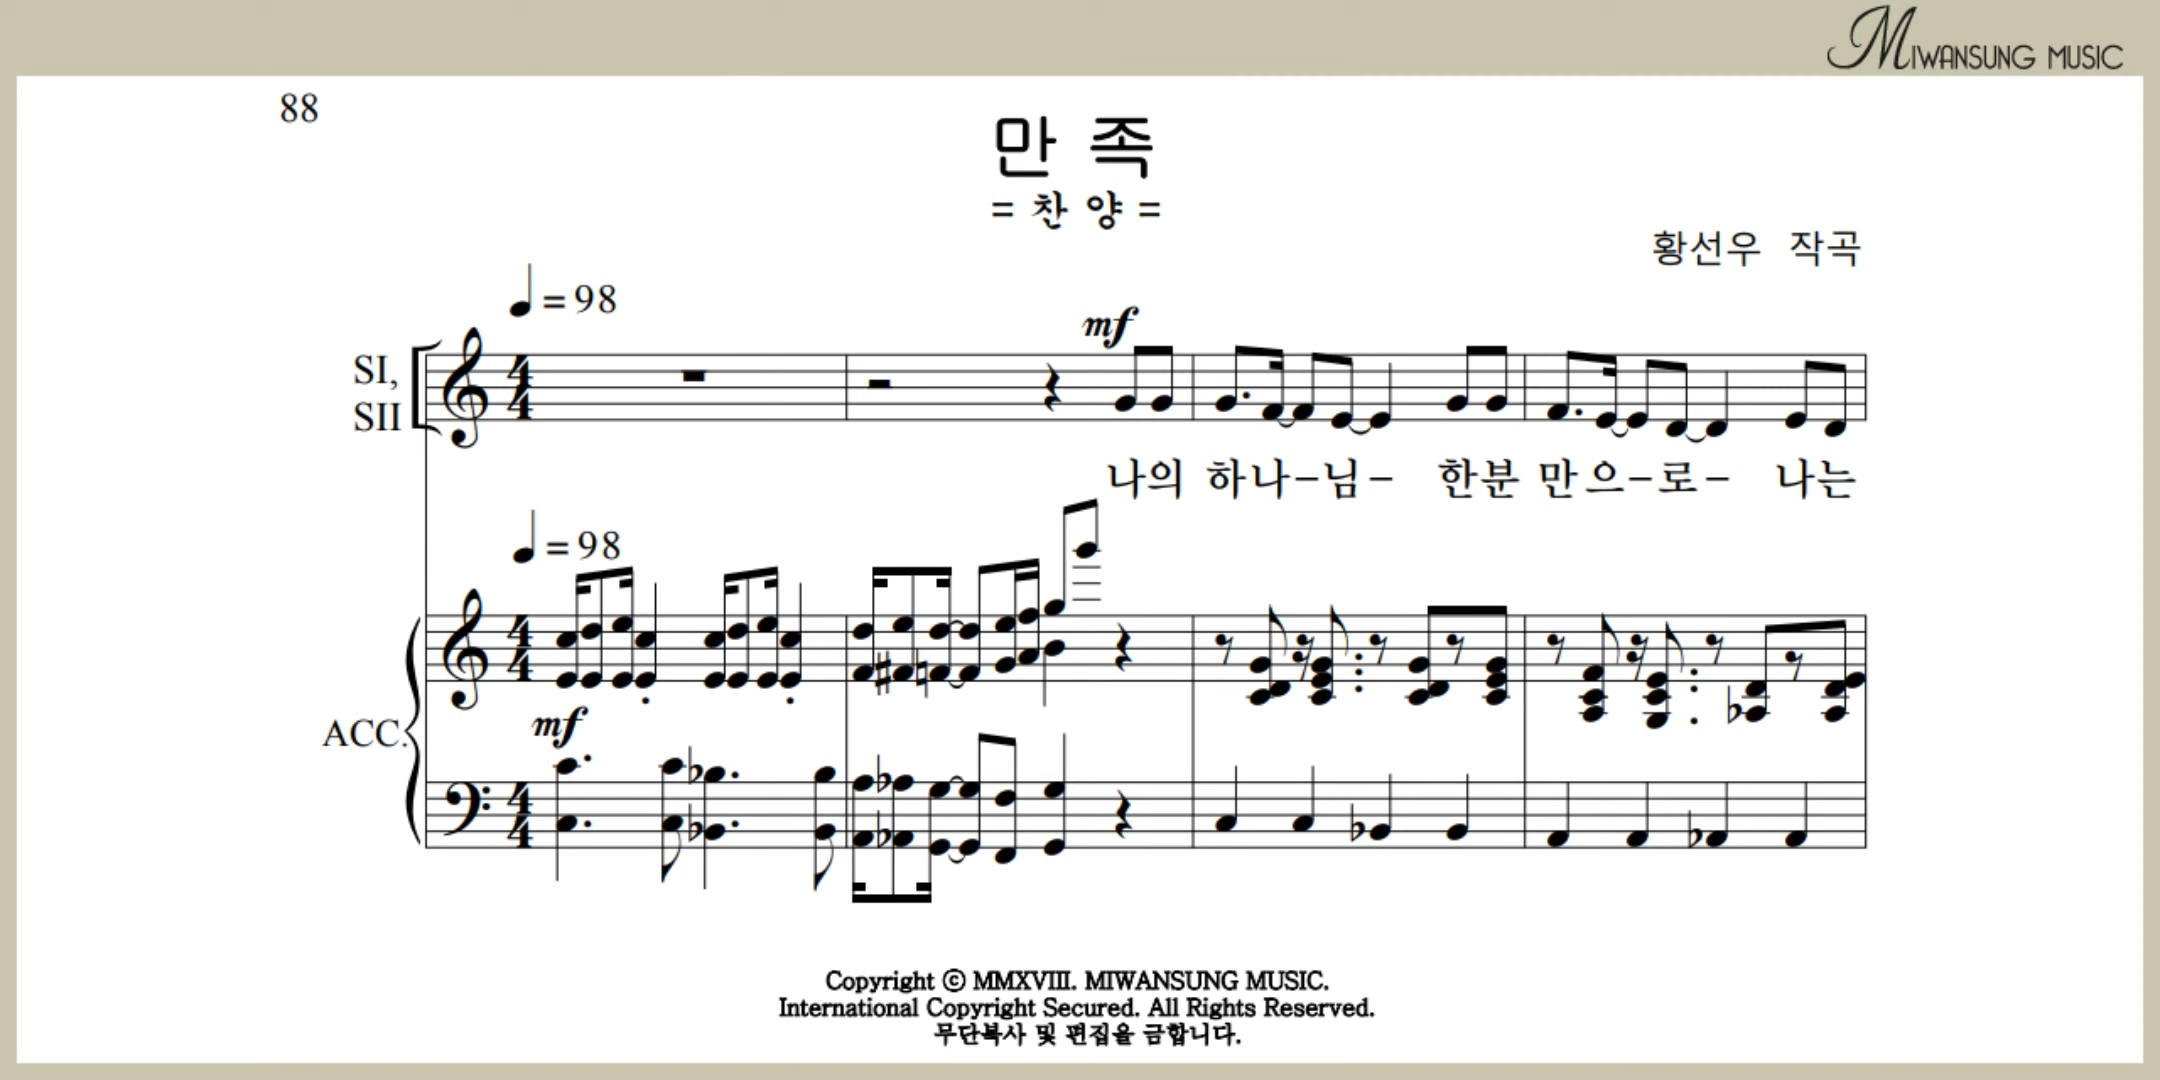 MIWANSUNG MUSIC
88
만 족
= 찬 양 =
황선우 작곡
♩ = 98
mf
SI,
SII
나의 하나-님- 한분 만으-로- 나는
♩ = 98
ACC.
mf
Copyright ⓒ MMXVIII. MIWANSUNG MUSIC.
International Copyright Secured. All Rights Reserved.
무단복사 및 편집을 금합니다.